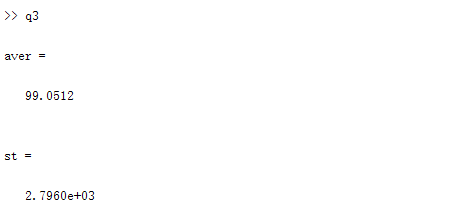 >> q3
aver =
99.0512
st =
2.7960e+03